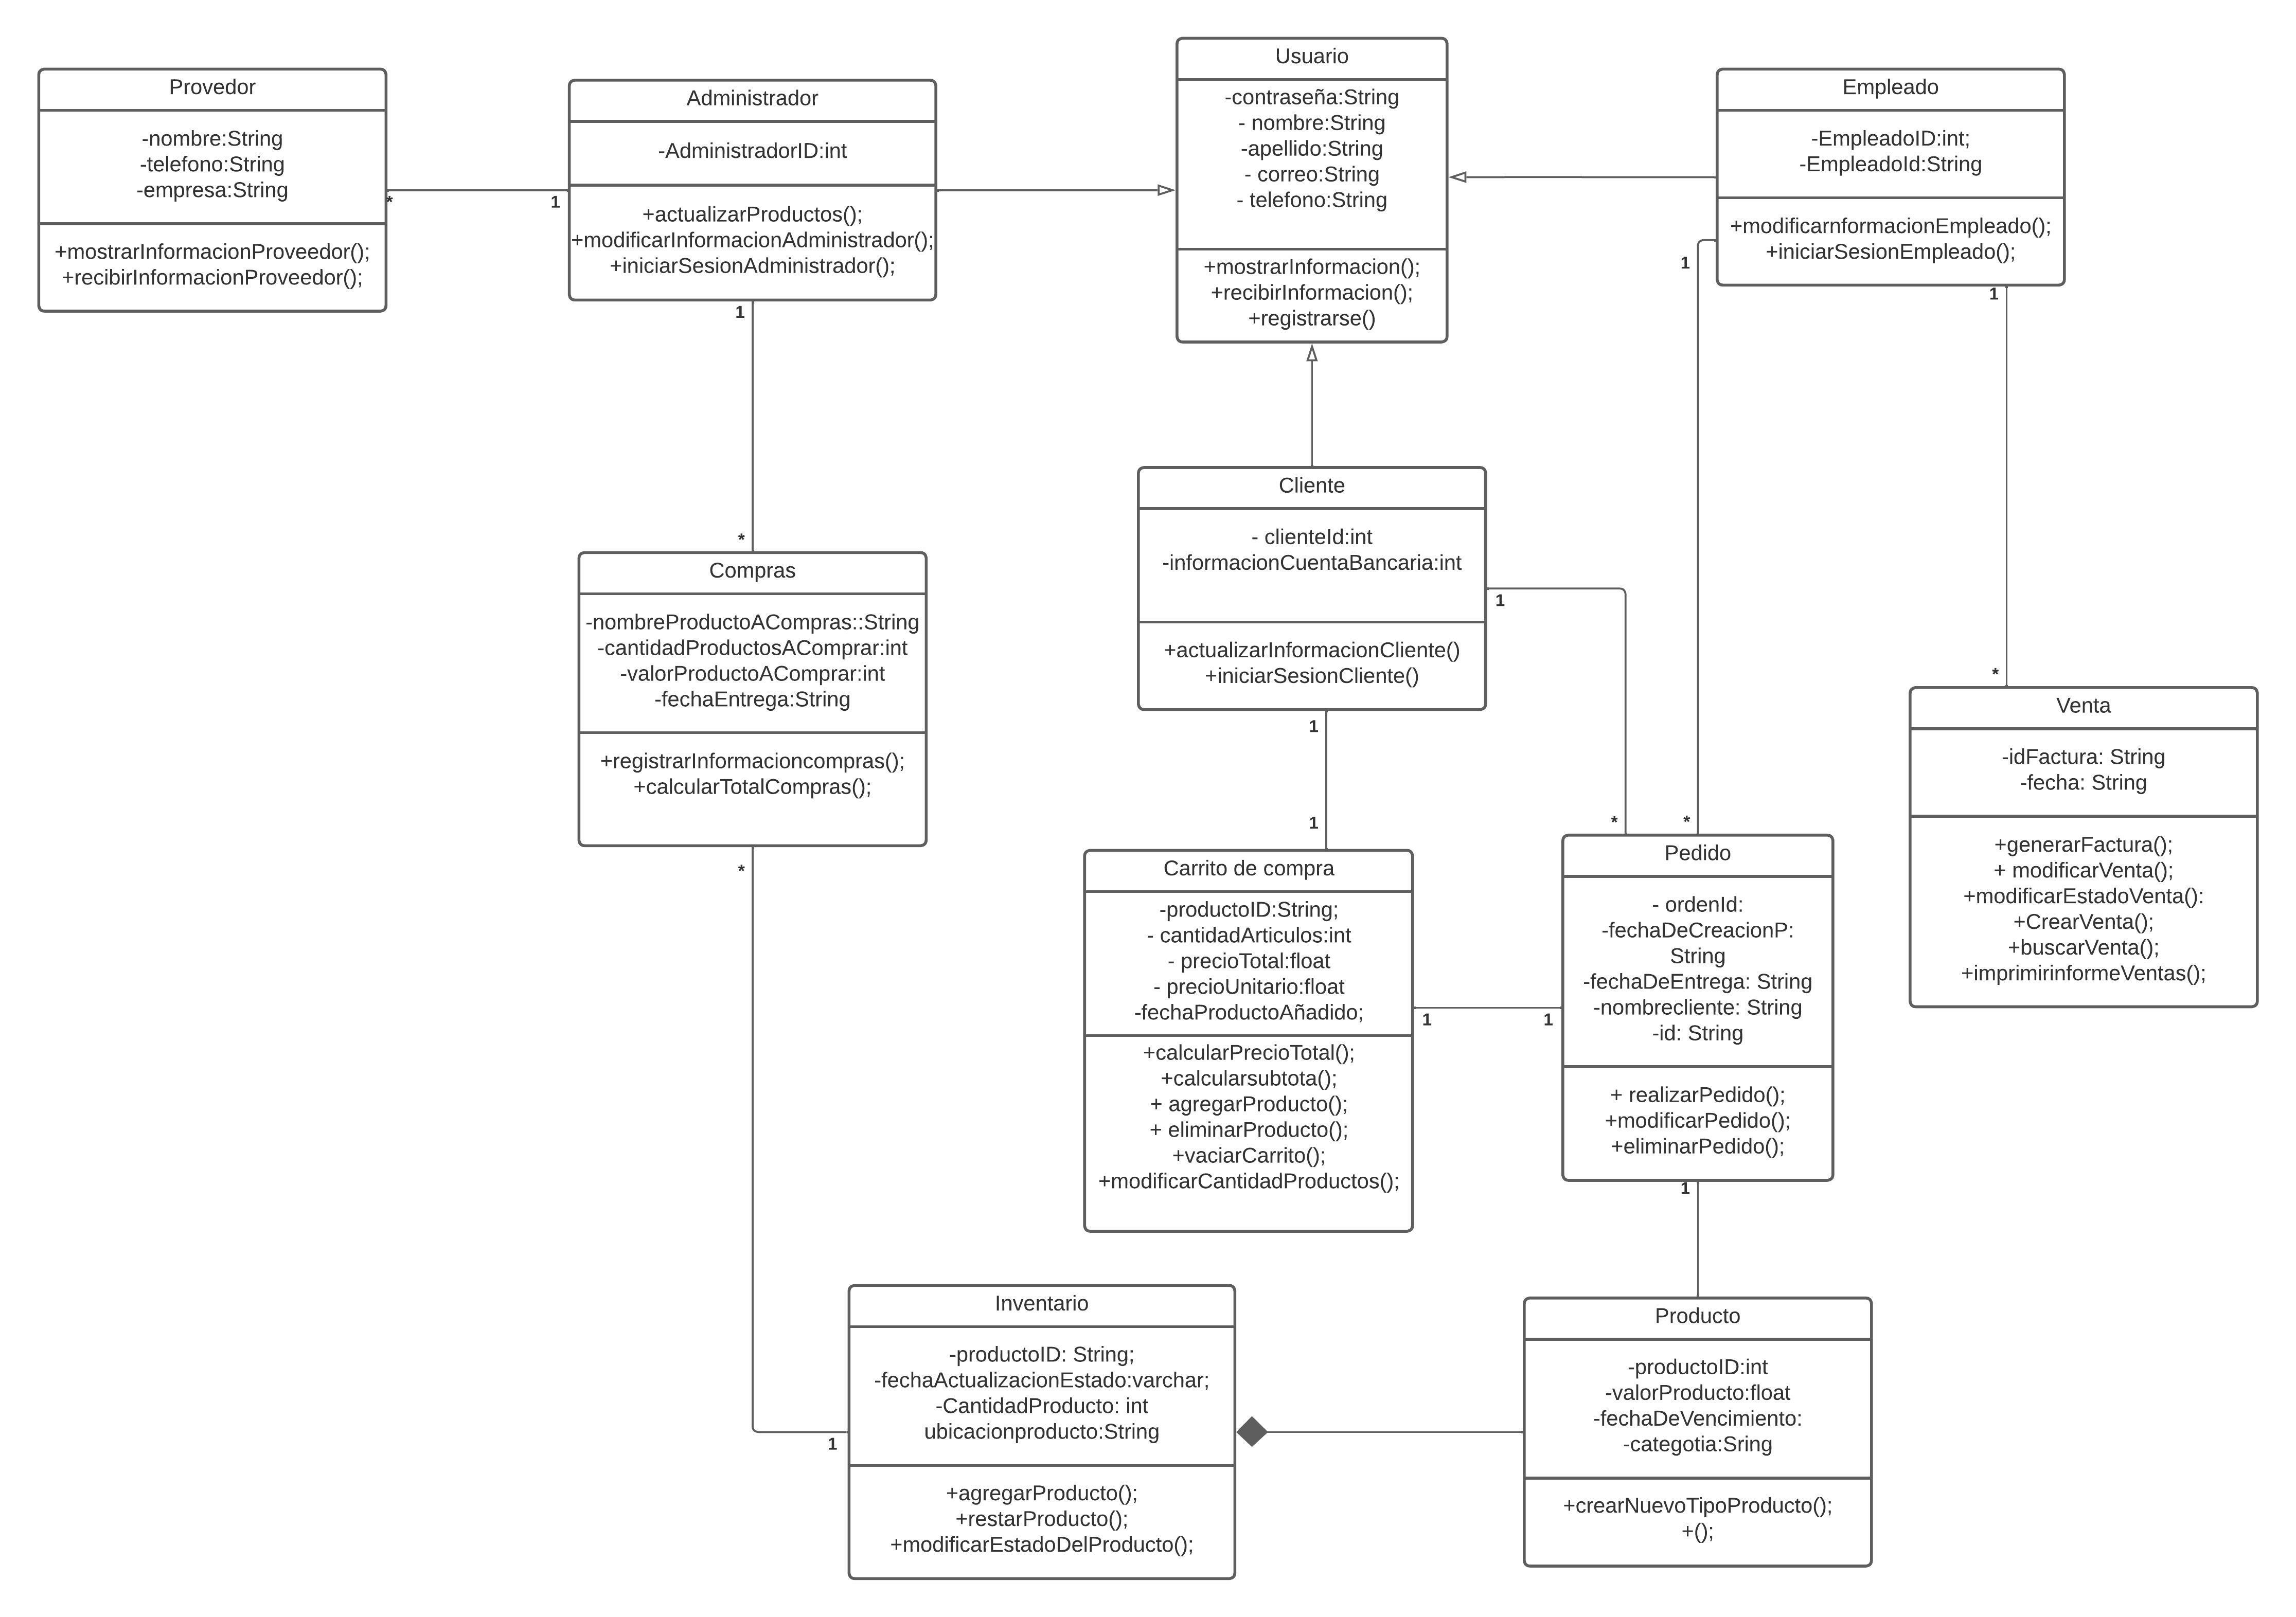 Provedor
-nombre:String
-telefono:String
-empresa:String
+mostrarInformacionProveedor();
+recibirInformacionProveedor();
*
1
Administrador
-AdministradorID:int
+actualizarProductos();
+modificarInformacionAdministrador();
+iniciarSesionAdministrador();
1
*
Usuario
-contraseña:String
- nombre:String
-apellido:String
- correo:String
- telefono:String
+mostrarInformacion();
+recibirInformacion();
+registrarse()
Empleado
-EmpleadoID:int;
-EmpleadoId:String
+modificarnformacionEmpleado();
+iniciarSesionEmpleado();
1
1
*
*
Cliente
- clienteId:int
-informacionCuentaBancaria:int
+actualizarInformacionCliente()
+iniciarSesionCliente()
1
*
1
1
Compras
-nombreProductoACompras::String
-cantidadProductosAComprar:int
-valorProductoAComprar:int
-fechaEntrega:String
+registrarInformacioncompras();
+calcularTotalCompras();
*
1
Venta
-idFactura: String
-fecha: String
+generarFactura();
+ modificarVenta();
+modificarEstadoVenta():
+CrearVenta();
+buscarVenta();
+imprimirinformeVentas();
Carrito de compra
-productoID:String;
- cantidadArticulos:int
- precioTotal:float
- precioUnitario:float
-fechaProductoAñadido;
+calcularPrecioTotal();
+calcularsubtota();
+ agregarProducto();
+ eliminarProducto();
+vaciarCarrito();
+modificarCantidadProductos();
1
1
Pedido
- ordenId:
-fechaDeCreacionP:
String
-fechaDeEntrega: String
-nombrecliente: String
-id: String
+ realizarPedido();
+modificarPedido();
+eliminarPedido();
1
Inventario
-productoID: String;
-fechaActualizacionEstado:varchar;
-CantidadProducto: int
ubicacionproducto:String
+agregarProducto();
+restarProducto();
+modificarEstadoDelProducto();
Producto
-productoID:int
-valorProducto:float
-fechaDeVencimiento:
-categotia:Sring
+crearNuevoTipoProducto();
+();